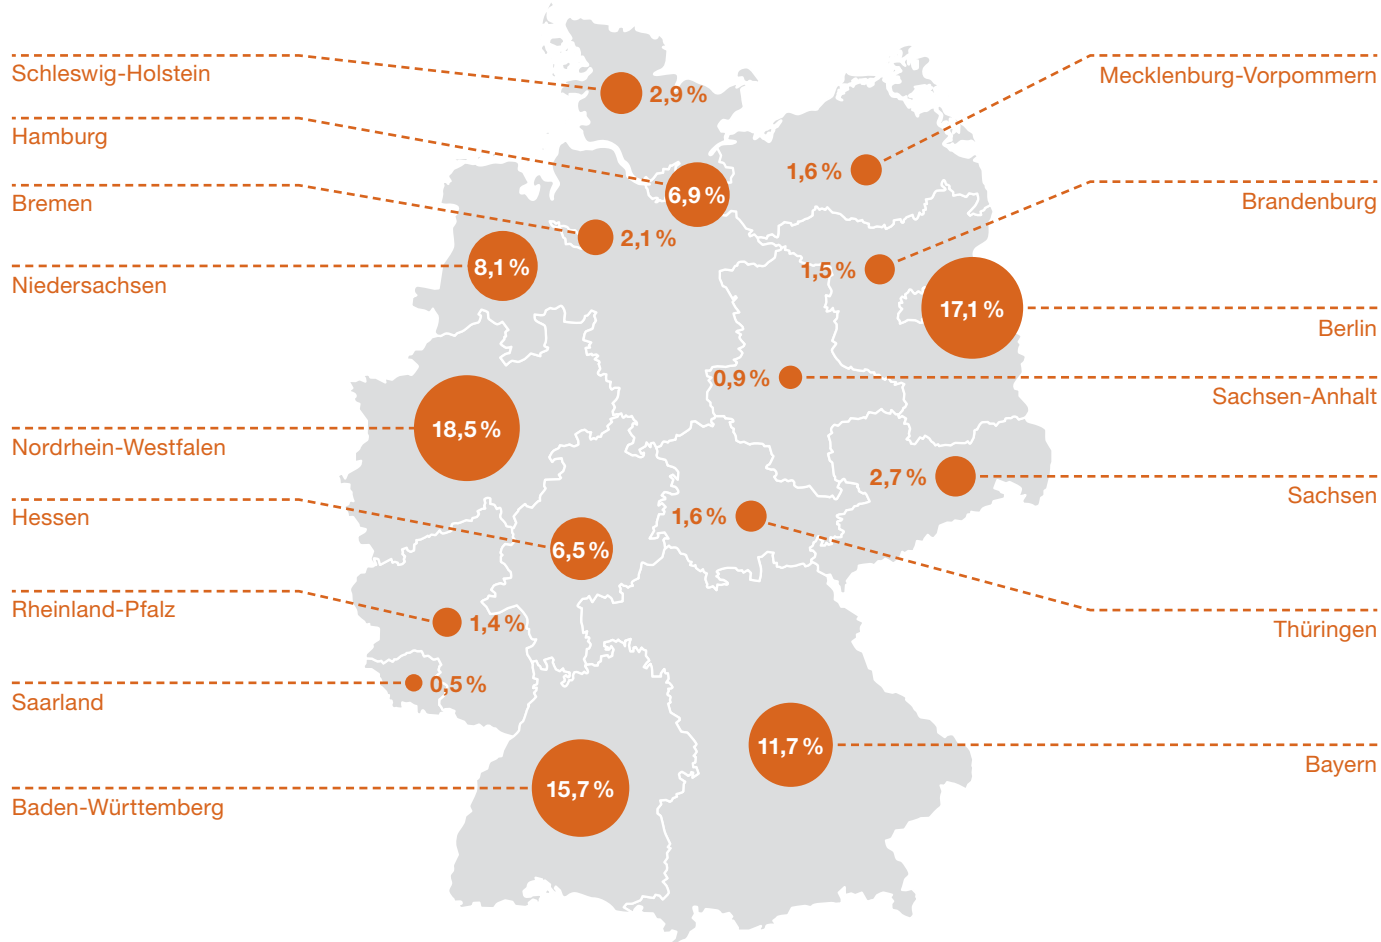 Schleswig-Holstein
2,9 %
Hamburg
6,9 %
Bremen
2,1 %
Niedersachsen
8,1 %
Nordrhein-Westfalen
18,5 %
Hessen
6,5 %
Rheinland-Pfalz
1,4 %
Saarland
0,5 %
Baden-Württemberg
15,7 %
Mecklenburg-Vorpommern
1,6 %
Brandenburg
1,5 %
Berlin
17,1 %
Sachsen-Anhalt
0,9 %
Sachsen
2,7 %
Thüringen
1,6 %
Bayern
11,7 %